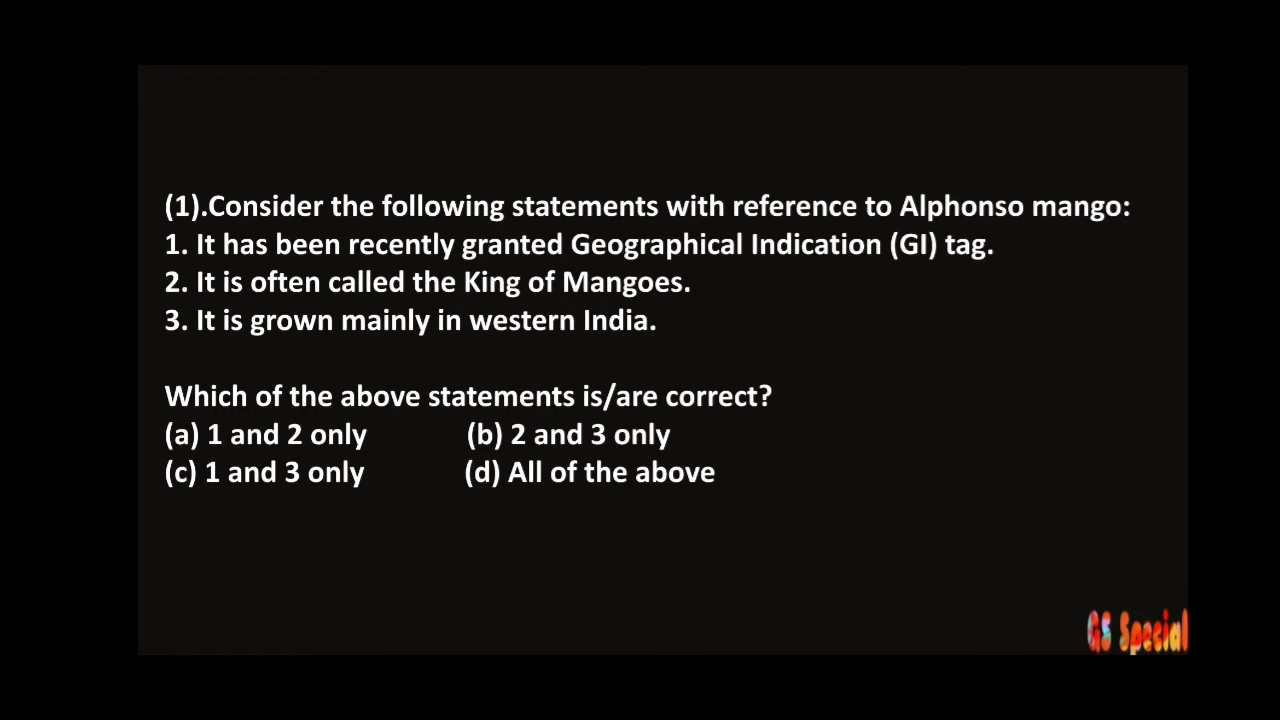 (1).Consider the following statements with reference to Alphonso mango:
1. It has been recently granted Geographical Indication (GI) tag.
2. It is often called the King of Mangoes.
3. It is grown mainly in western India.
Which of the above statements is/are correct?
(a) 1 and 2 only (b) 2 and 3 only
(c) 1 and 3 only (d) All of the above
GS Special